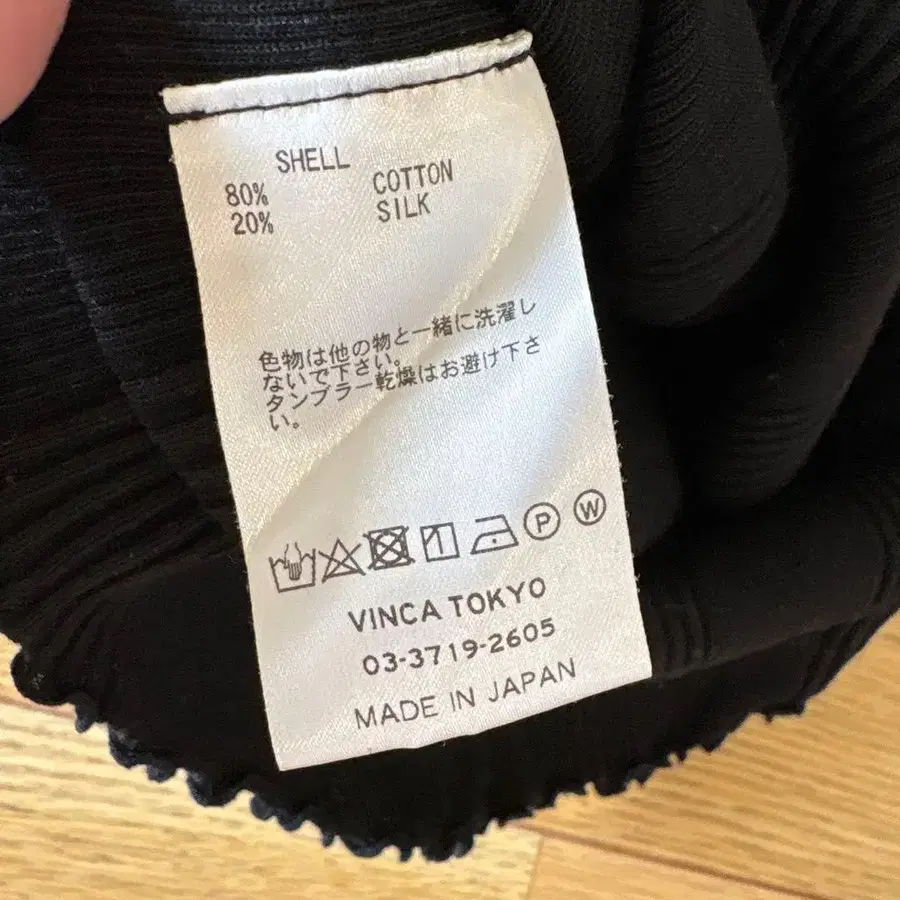 SHELL
80% COTTON
20% SILK
色物は他の物と一緒に洗濯し
ないで下さい。
タンブラー乾燥はお避け下さ
い。
P W
VINCA TOKYO
03-3719-2605
MADE IN JAPAN